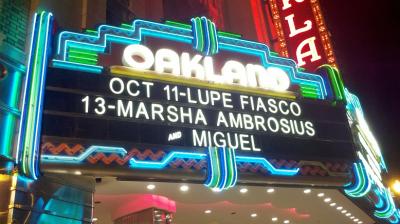 OAKLAND
OCT 11-LUPE FIASCO
13-MARSHA AMBROSIUS
AND MIGUEL